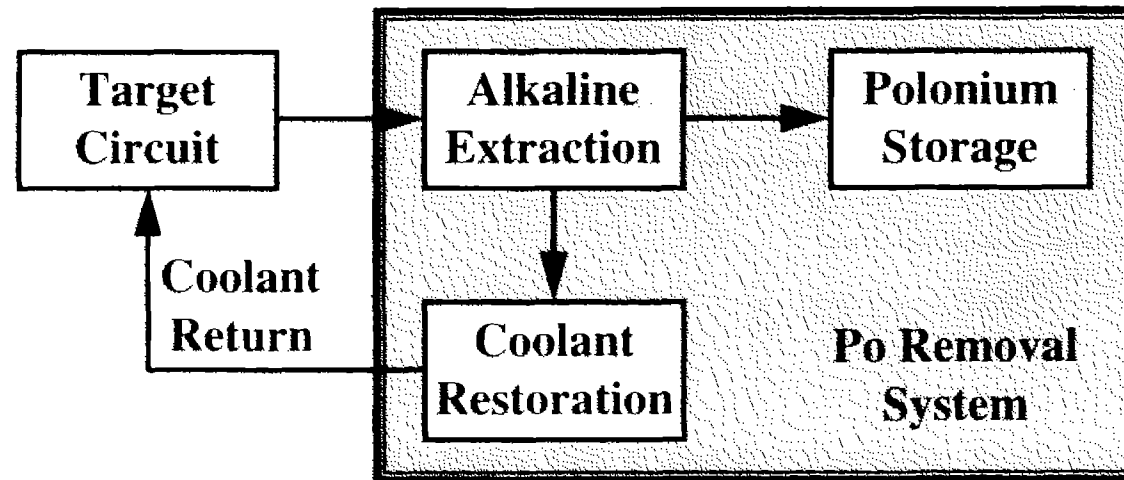 Target
Circuit
Alkaline
Extraction
Polonium
Storage
Coolant
Return
Coolant
Restoration
Po Removal
System